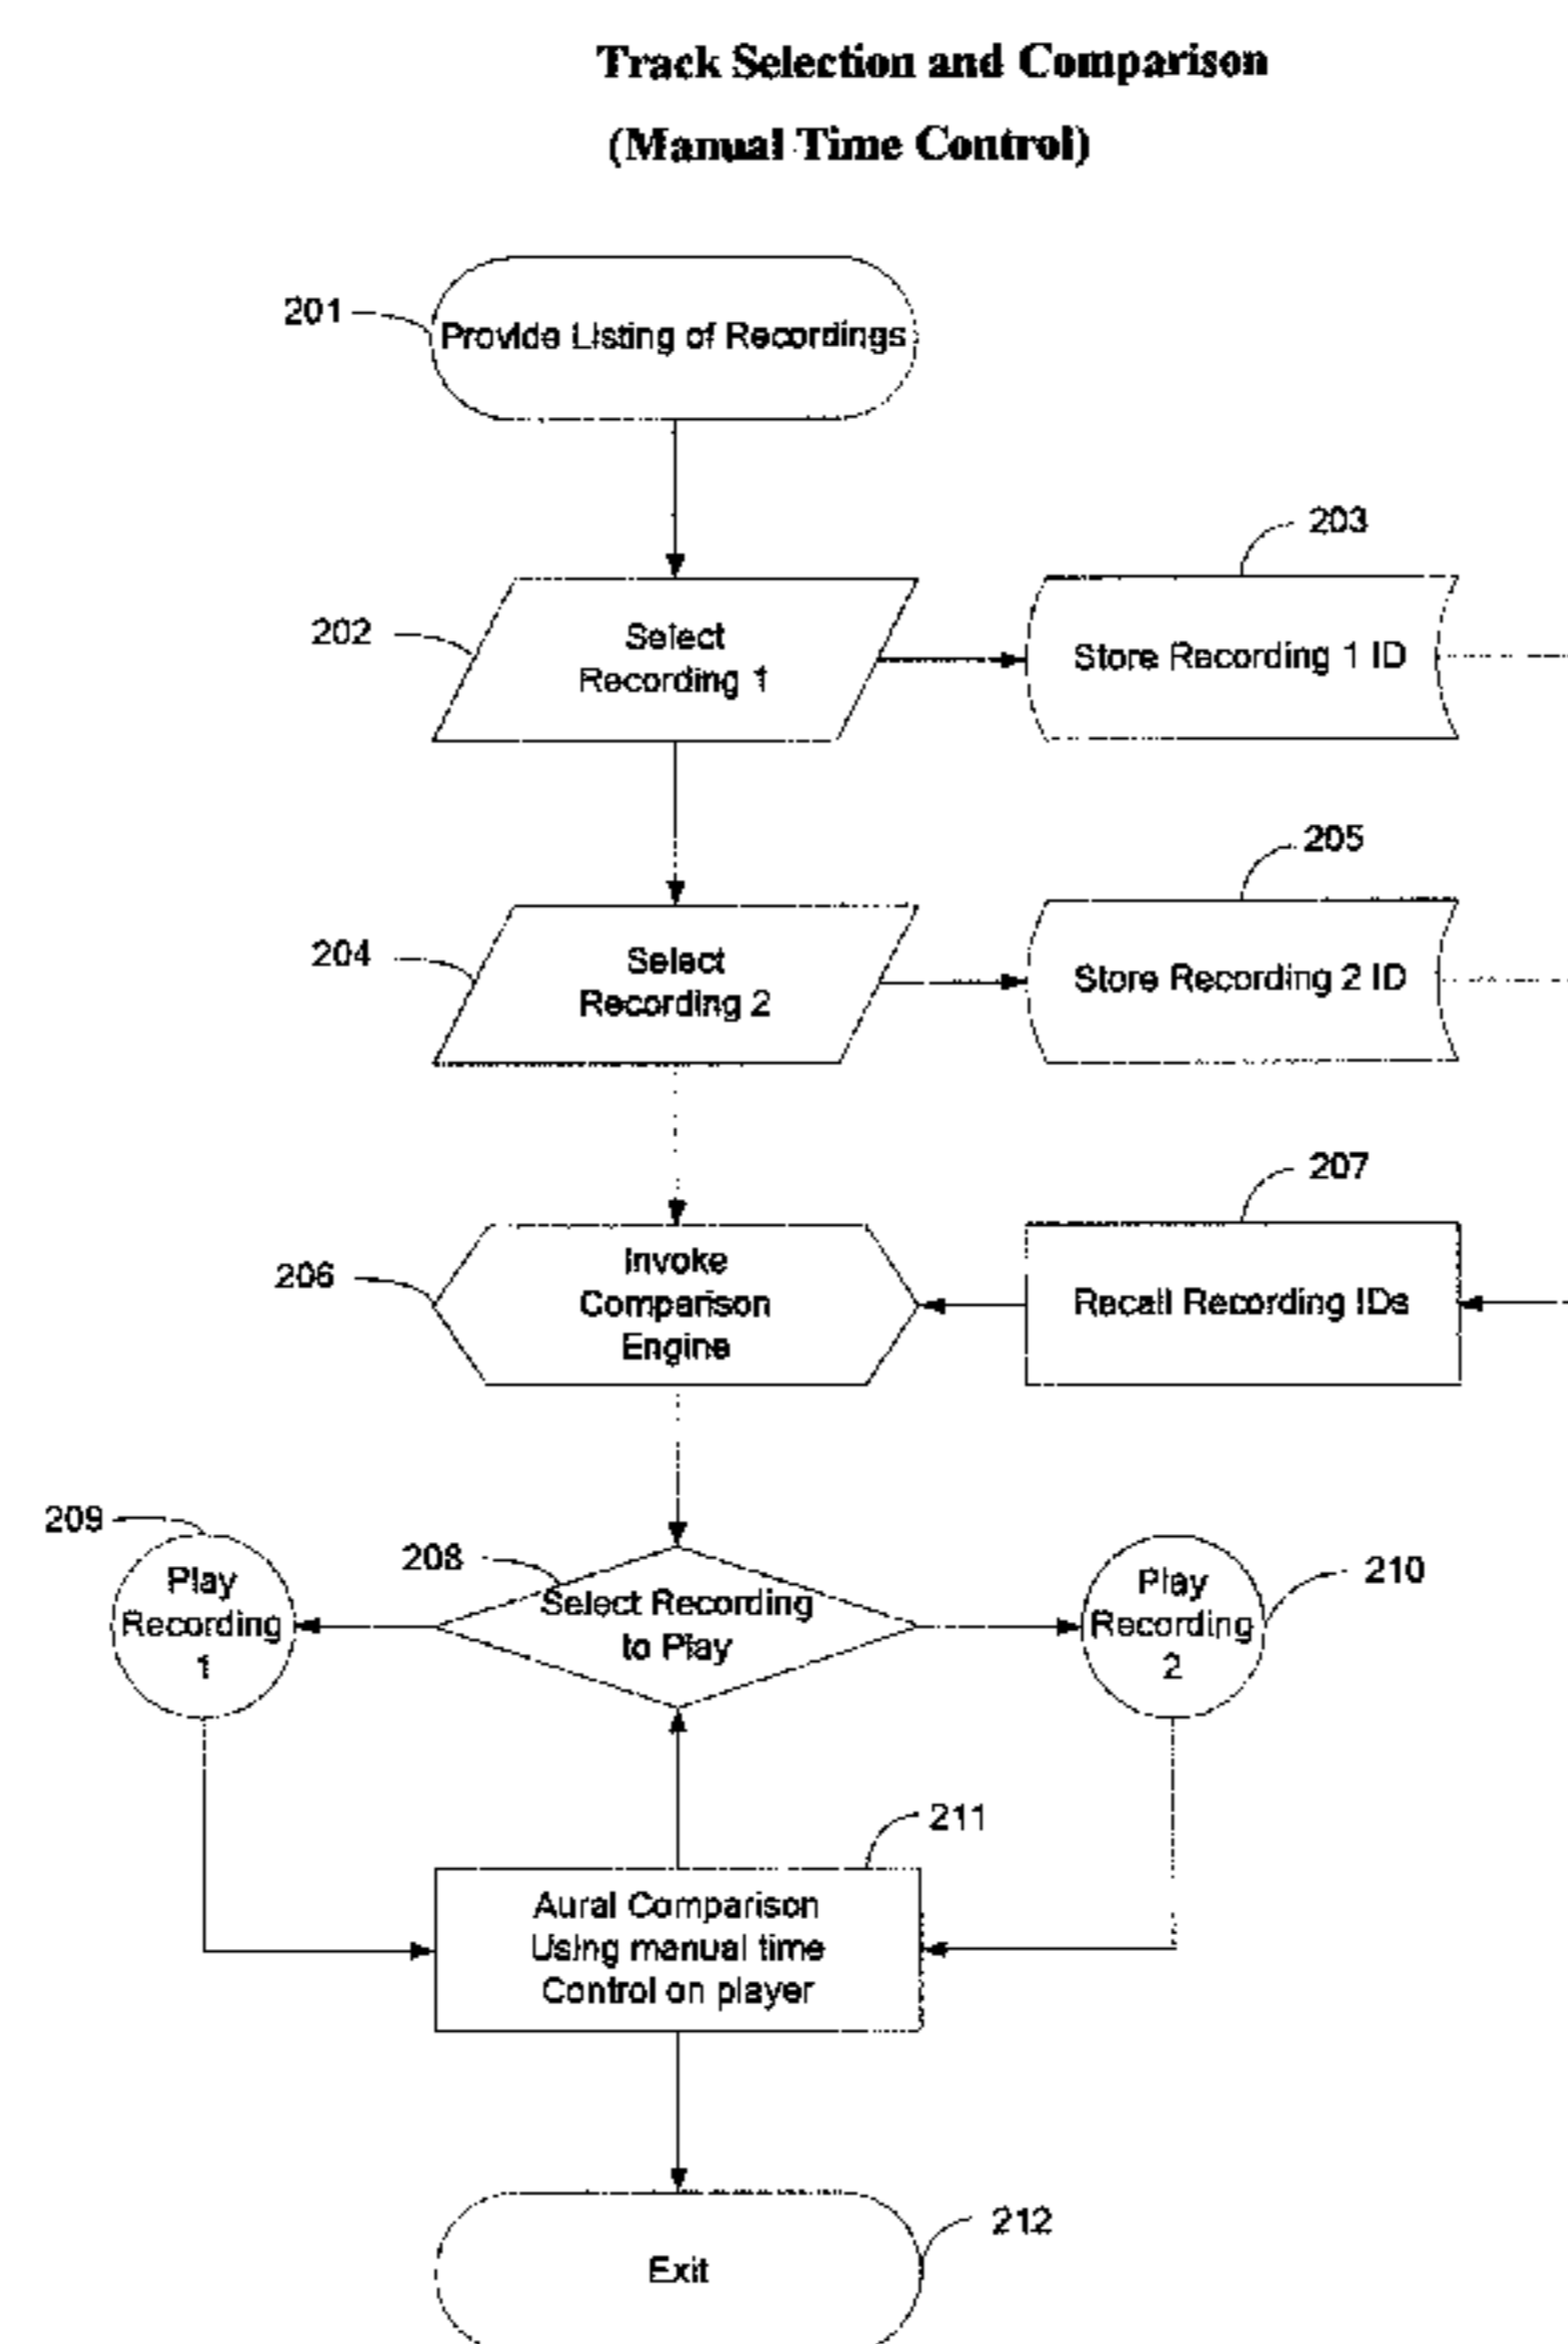 Track Selection and Comparison
(Manual Time Control)
201
Provide Listing of Recordings
203
202
Select
Recording 1
Store Recording 1 ID
205
204
Select
Recording 2
Store Recording 2 ID
207
206
Invoke
Comparison
Engine
Recall Recording IDs
209
208
210
Play
Recording
1
Select Recording
to Play
Play
Recording
2
211
Aural Comparison
Using manual time
Control on player
212
Exit